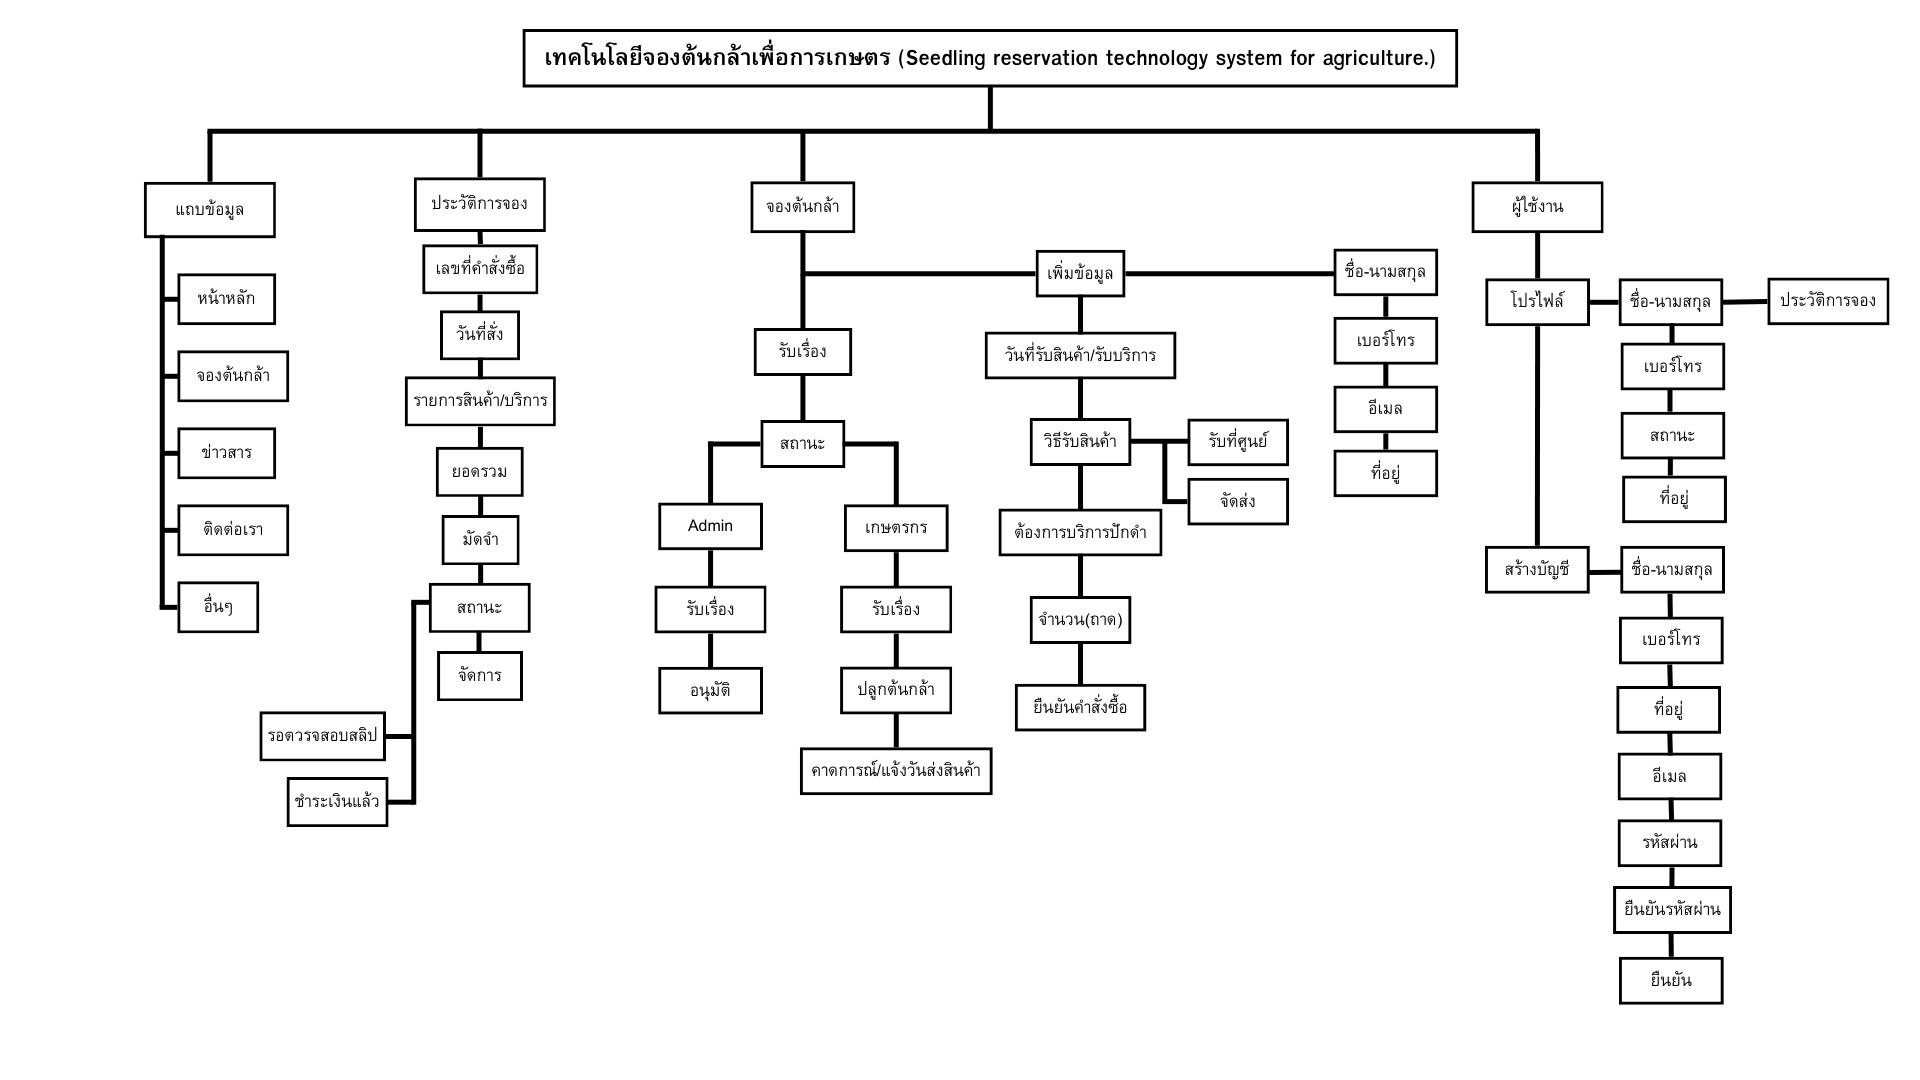 เทคโนโลยีจองต้นกล้าเพื่อการเกษตร (Seedling reservation technology system for agriculture.)
แถบข้อมูล
หน้าหลัก
จองต้นกล้า
ข่าวสาร
ติดต่อเรา
อื่นๆ
ประวัติการจอง
เลขที่คำสั่งซื้อ
วันที่สั่ง
รายการสินค้า/บริการ
ยอดรวม
มัดจำ
สถานะ
จัดการ
รอตวรจสอบสลิป
ชำระเงินแล้ว
จองต้นกล้า
รับเรื่อง
สถานะ
Admin
รับเรื่อง
อนุมัติ
เกษตรกร
รับเรื่อง
ปลูกต้นกล้า
คาดการณ์/แจ้งวันส่งสินค้า
เพิ่มข้อมูล
วันที่รับสินค้า/รับบริการ
วิธีรับสินค้า
รับที่ศูนย์
จัดส่ง
ต้องการบริการปักดำ
จำนวน(ถาด)
ยืนยันคำสั่งซื้อ
ชื่อ-นามสกุล
เบอร์โทร
อีเมล
ที่อยู่
ผู้ใช้งาน
โปรไฟล์
ชื่อ-นามสกุล
ประวัติการจอง
เบอร์โทร
สถานะ
ที่อยู่
สร้างบัญชี
ชื่อ-นามสกุล
เบอร์โทร
ที่อยู่
อีเมล
รหัสผ่าน
ยืนยันรหัสผ่าน
ยืนยัน